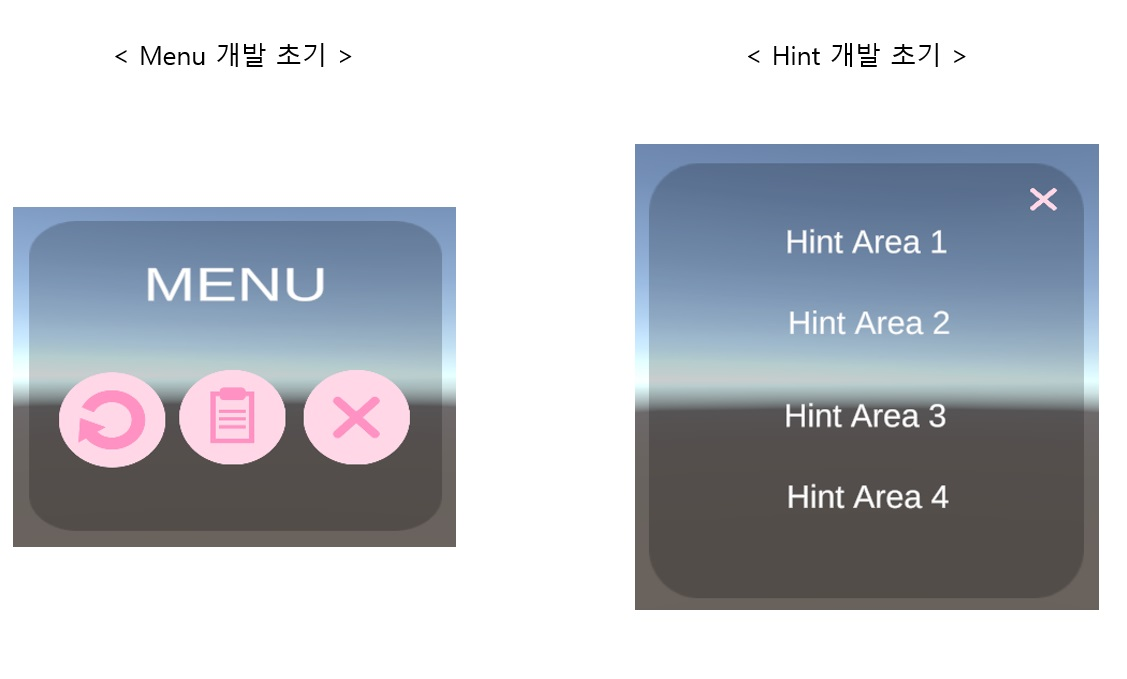 < Menu 개발 초기 >
MENU
< Hint 개발 초기 >
Hint Area 1
Hint Area 2
Hint Area 3
Hint Area 4